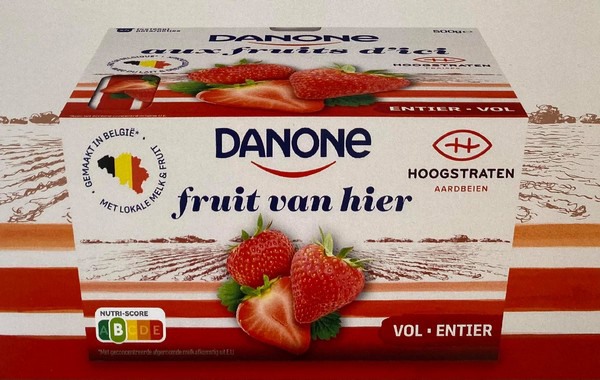 DANONE
500g℮
aux fruits d'ici
HOOGSTRATEN
AARDBEIEN
ENTIER • VOL
GEMAAKT IN BELGIË*
MET LOKALE MELK & FRUIT
DANONE
fruit van hier
HOOGSTRATEN
AARDBEIEN
NUTRI-SCORE
A B C D E
VOL • ENTIER